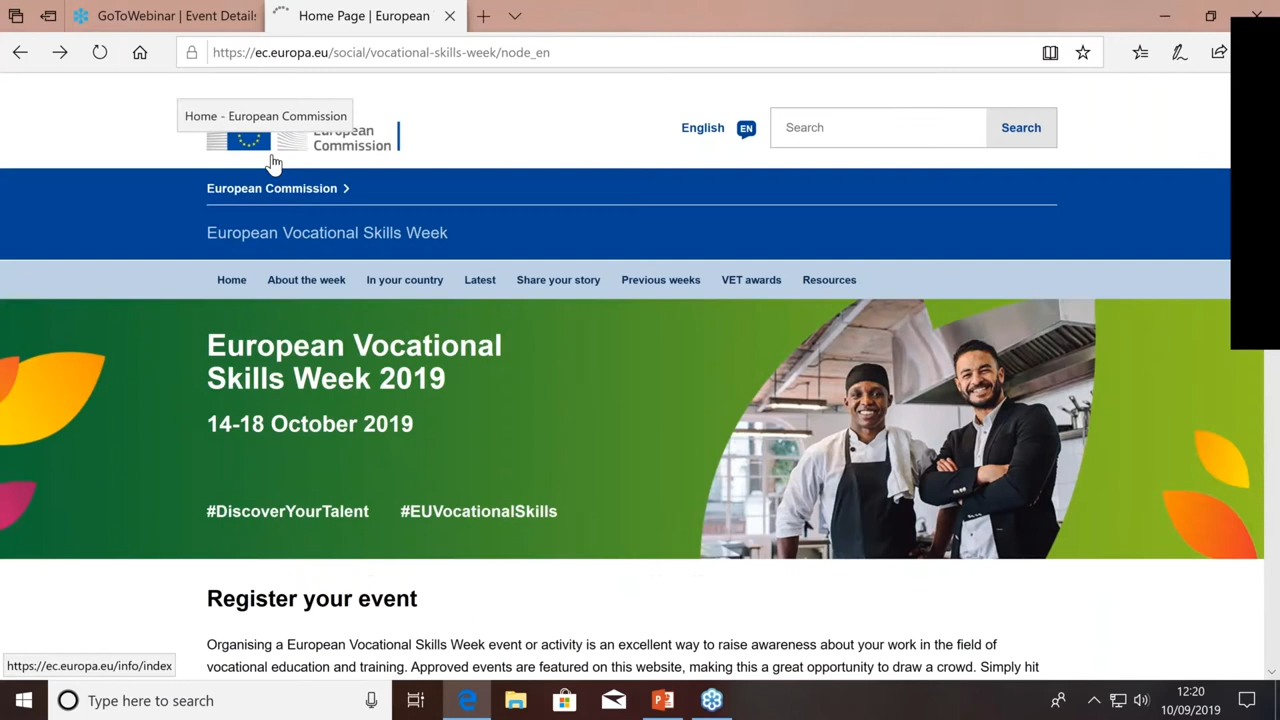 GoToWebinar | Event Details
Home Page | European
https://ec.europa.eu/social/vocational-skills-week/node_en
Home - European Commission
European
Commission
English EN
Search Search
European Commission
European Vocational Skills Week
Home About the week In your country Latest Share your story Previous weeks VET awards Resources
European Vocational
Skills Week 2019
14-18 October 2019
#DiscoverYourTalent #EUVocationalSkills
Register your event
Organising a European Vocational Skills Week event or activity is an excellent way to raise awareness about your work in the field of
vocational education and training. Approved events are featured on this website, making this a great opportunity to draw a crowd. Simply hit
https://ec.europa.eu/info/index
Type here to search
12:20
10/09/2019